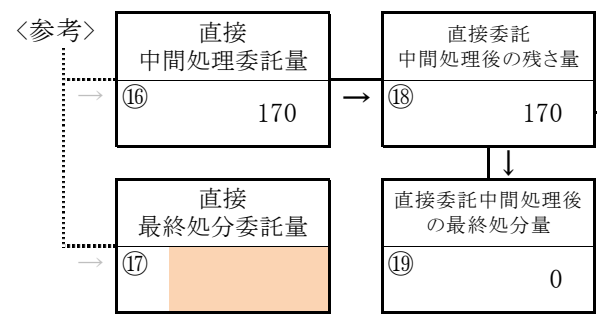 〈参考〉
直接
中間処理委託量
→
⑯
170
→
直接委託
中間処理後の残さ量
⑱
170
↓
直接
最終処分委託量
→
⑰
直接委託中間処理後
の最終処分量
⑲
0